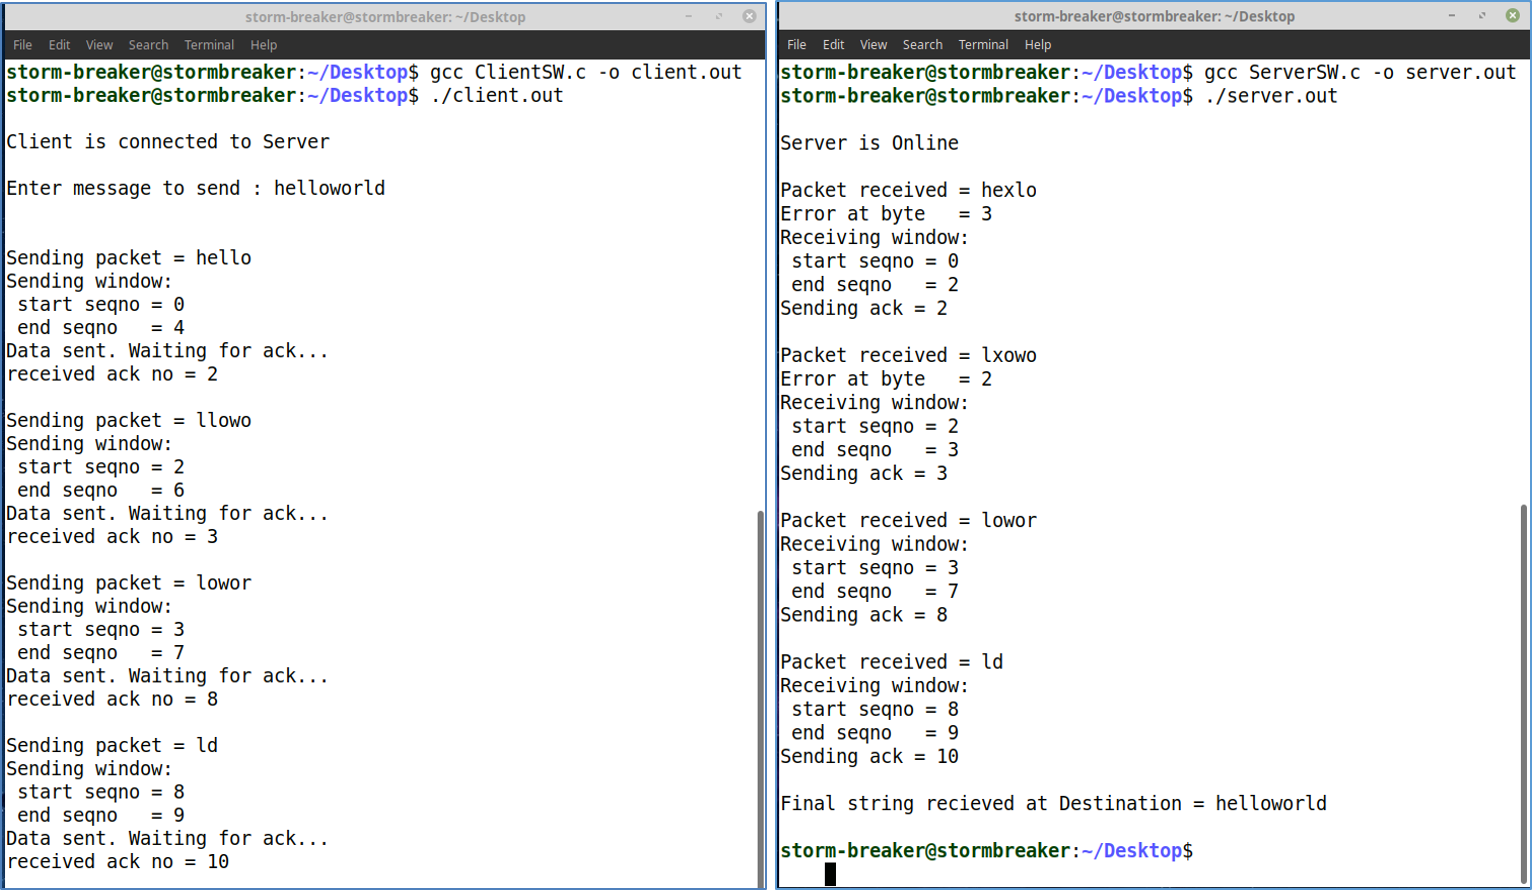 storm-breaker@stormbreaker: ~/Desktop
File Edit View Search Terminal Help
storm-breaker@stormbreaker:~/Desktop$ gcc ClientSW.c -o client.out
storm-breaker@stormbreaker:~/Desktop$ ./client.out
Client is connected to Server
Enter message to send : helloworld
Sending packet = hello
Sending window:
start seqno = 0
end seqno   = 4
Data sent. Waiting for ack...
received ack no = 2
Sending packet = llowo
Sending window:
start seqno = 2
end seqno   = 6
Data sent. Waiting for ack...
received ack no = 3
Sending packet = lowor
Sending window:
start seqno = 3
end seqno   = 7
Data sent. Waiting for ack...
received ack no = 8
Sending packet = ld
Sending window:
start seqno = 8
end seqno   = 9
Data sent. Waiting for ack...
received ack no = 10
storm-breaker@stormbreaker: ~/Desktop
File Edit View Search Terminal Help
storm-breaker@stormbreaker:~/Desktop$ gcc ServerSW.c -o server.out
storm-breaker@stormbreaker:~/Desktop$ ./server.out
Server is Online
Packet received = hexlo
Error at byte   = 3
Receiving window:
start seqno = 0
end seqno   = 2
Sending ack = 2
Packet received = lxowo
Error at byte   = 2
Receiving window:
start seqno = 2
end seqno   = 3
Sending ack = 3
Packet received = lowor
Receiving window:
start seqno = 3
end seqno   = 7
Sending ack = 8
Packet received = ld
Receiving window:
start seqno = 8
end seqno   = 9
Sending ack = 10
Final string recieved at Destination = helloworld
storm-breaker@stormbreaker:~/Desktop$